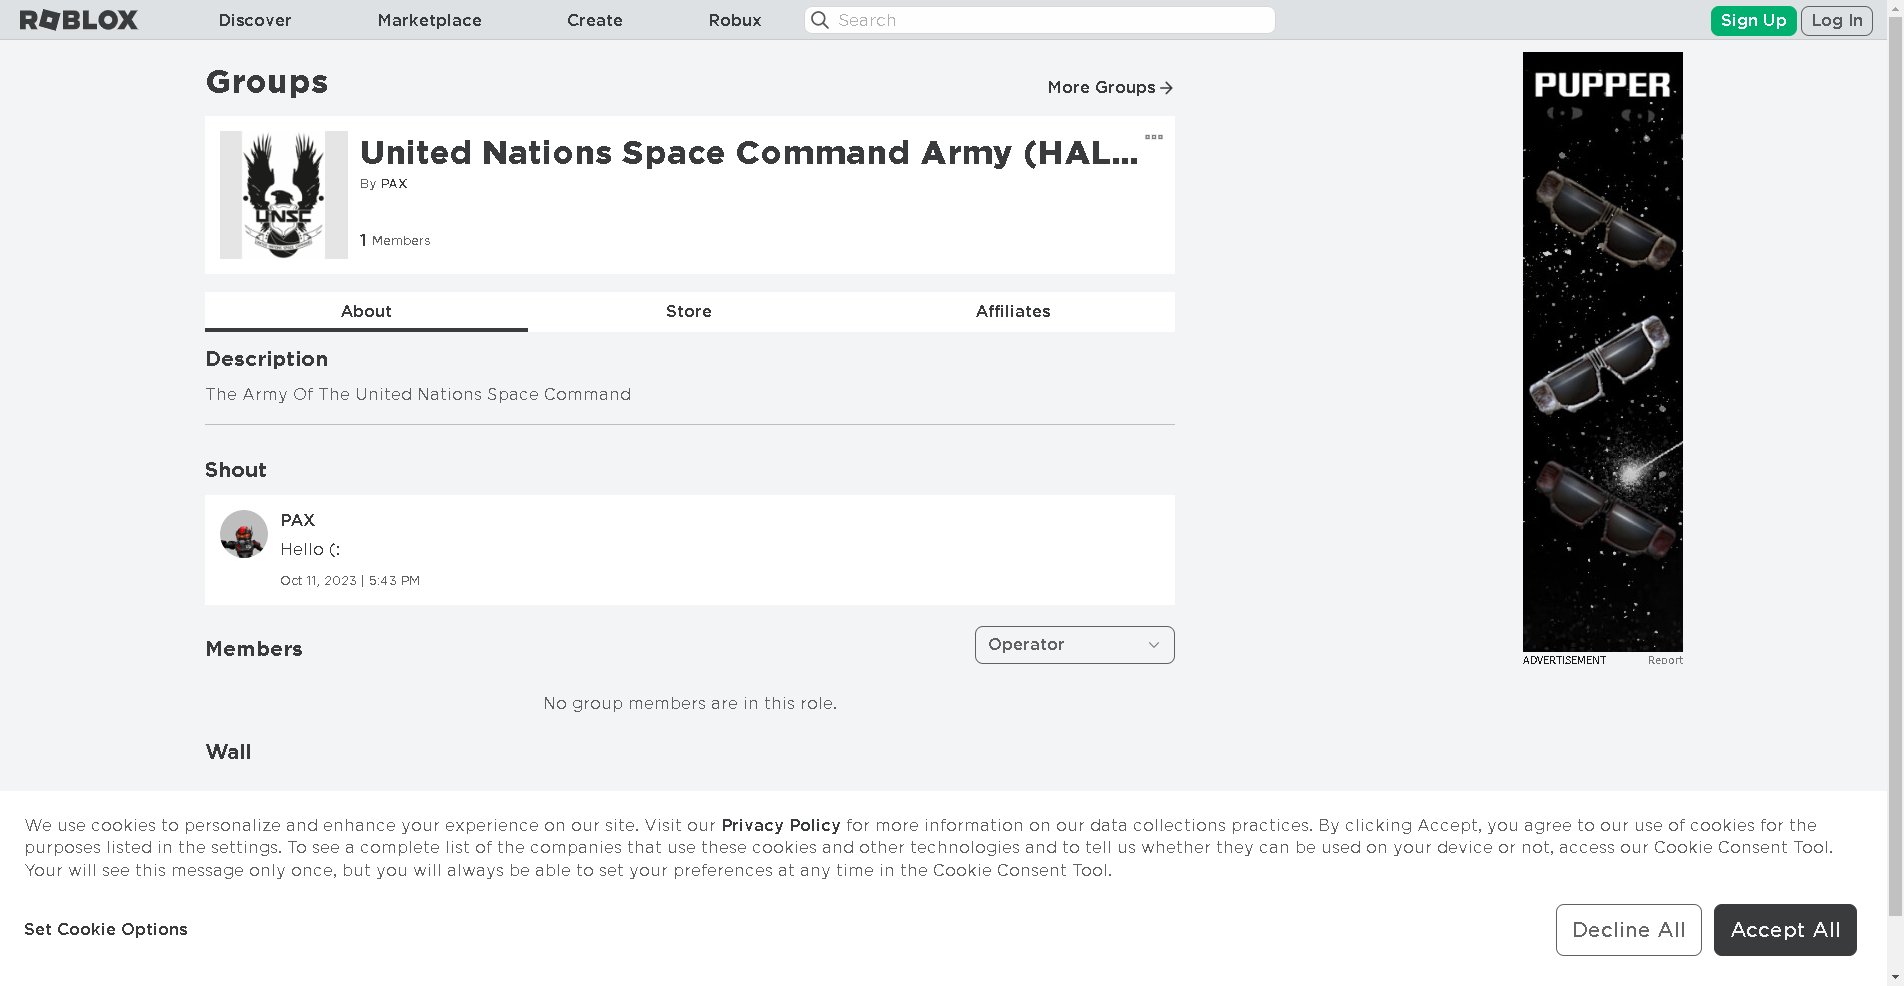 ROBLOX Discover Marketplace Create Robux Search Sign Up Log In
Groups
More Groups
United Nations Space Command Army (HAL...
By PAX
UNSC
1 Members
About Store Affiliates
Description
The Army Of The United Nations Space Command
Shout
PAX
Hello (:
Oct 11, 2023 | 5:43 PM
Members
Operator
No group members are in this role.
Wall
PUPPER
ADVERTISEMENT Report
We use cookies to personalize and enhance your experience on our site. Visit our Privacy Policy for more information on our data collections practices. By clicking Accept, you agree to our use of cookies for the
purposes listed in the settings. To see a complete list of the companies that use these cookies and other technologies and to tell us whether they can be used on your device or not, access our Cookie Consent Tool.
Your will see this message only once, but you will always be able to set your preferences at any time in the Cookie Consent Tool.
Set Cookie Options
Decline All
Accept All